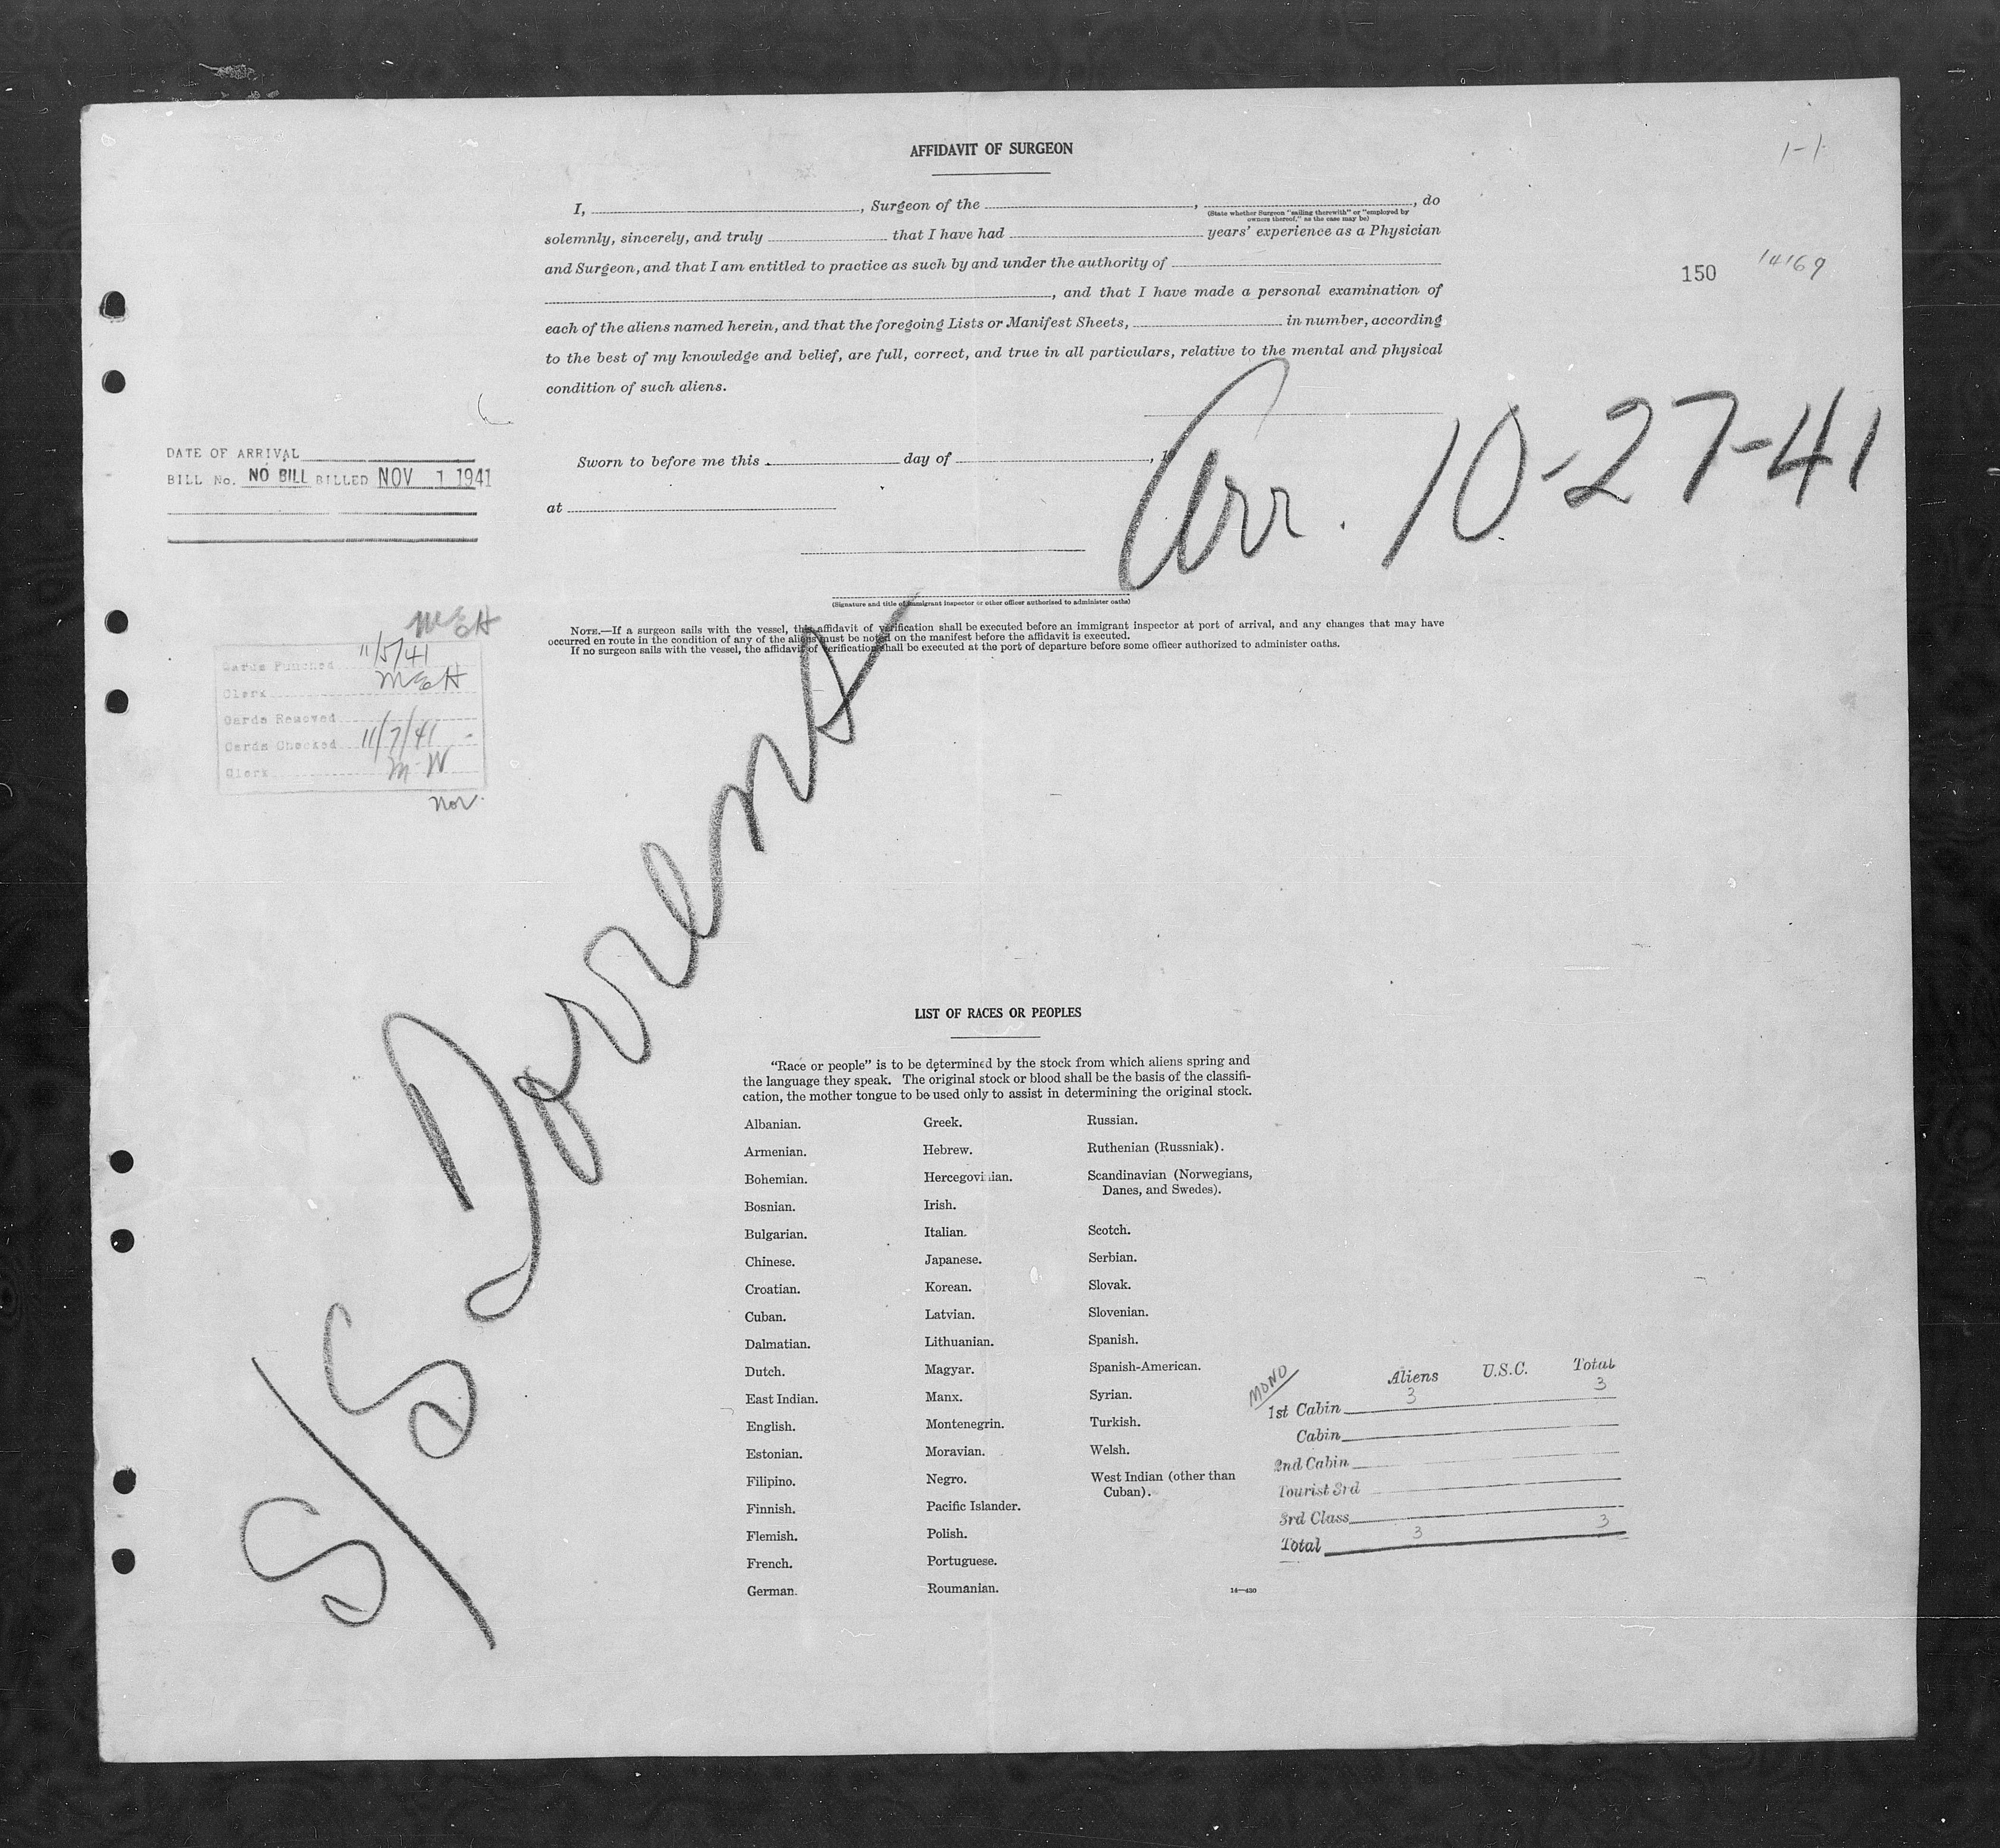 AFFIDAVIT OF SURGEON
1-1
I, , Surgeon of the , , do
(State whether Surgeon "sailing therewith" or "employed by
owners thereof," as the case may be)
solemnly, sincerely, and truly that I have had years' experience as a Physician
and Surgeon, and that I am entitled to practice as such by and under the authority of
150 14169
, and that I have made a personal examination of
each of the aliens named herein, and that the foregoing Lists or Manifest Sheets, in number, according
to the best of my knowledge and belief, are full, correct, and true in all particulars, relative to the mental and physical
condition of such aliens.
Arr. 10-27-41
DATE OF ARRIVAL
BILL No. NO BILL BILLED NOV 1 1941
Sworn to before me this day of , 1
at
(Signature and title of immigrant inspector or other officer authorized to administer oaths)
NOTE.—If a surgeon sails with the vessel, this affidavit of verification shall be executed before an immigrant inspector at port of arrival, and any changes that may have
occurred en route in the condition of any of the aliens must be noted on the manifest before the affidavit is executed.
If no surgeon sails with the vessel, the affidavit of verification shall be executed at the port of departure before some officer authorized to administer oaths.
McH
Cards Punched 11/5/41
Clerk McH
Cards Removed
Cards Checked 11/7/41 -
Clerk M W
Nov.
S/S
LIST OF RACES OR PEOPLES
"Race or people" is to be determined by the stock from which aliens spring and
the language they speak. The original stock or blood shall be the basis of the classifi-
cation, the mother tongue to be used only to assist in determining the original stock.
Albanian.
Armenian.
Bohemian.
Bosnian.
Bulgarian.
Chinese.
Croatian.
Cuban.
Dalmatian.
Dutch.
East Indian.
English.
Estonian.
Filipino.
Finnish.
Flemish.
French.
German.
Greek.
Hebrew.
Hercegovinian.
Irish.
Italian.
Japanese.
Korean.
Latvian.
Lithuanian.
Magyar.
Manx.
Montenegrin.
Moravian.
Negro.
Pacific Islander.
Polish.
Portuguese.
Roumanian.
Russian.
Ruthenian (Russniak).
Scandinavian (Norwegians,
Danes, and Swedes).
Scotch.
Serbian.
Slovak.
Slovenian.
Spanish.
Spanish-American.
Syrian.
Turkish.
Welsh.
West Indian (other than
Cuban).
14—430
MONO
Aliens U.S.C. Total
1st Cabin 3 3
Cabin
2nd Cabin
Tourist 3rd
3rd Class
Total 3 3